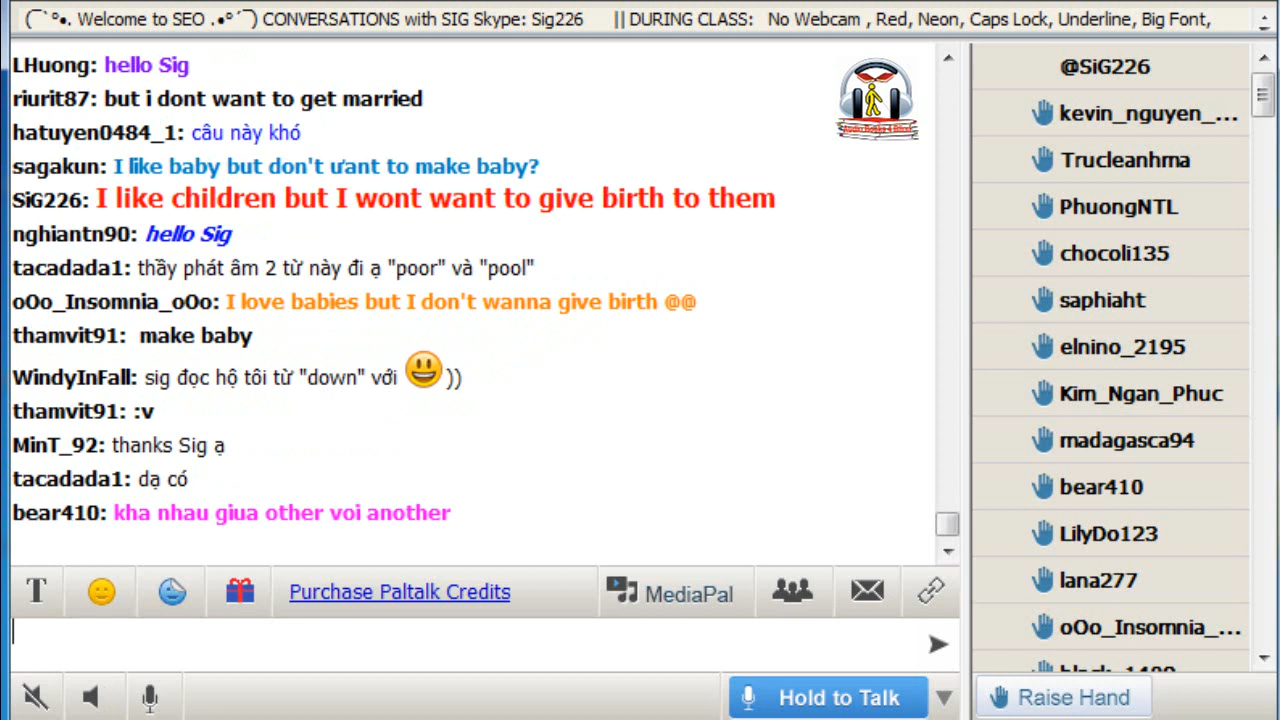 (¯`°•. Welcome to SEO .•°´¯) CONVERSATIONS with SIG Skype: Sig226 || DURING CLASS: No Webcam , Red, Neon, Caps Lock, Underline, Big Font,
LHuong: hello Sig
riurit87: but i dont want to get married
hatuyen0484_1: câu này khó
sagakun: I like baby but don't ưant to make baby?
SiG226: I like children but I wont want to give birth to them
nghiantn90: hello Sig
tacadada1: thầy phát âm 2 từ này đi ạ "poor" và "pool"
oOo_Insomnia_oOo: I love babies but I don't wanna give birth @@
thamvit91: make baby
WindyInFall: sig đọc hộ tôi từ "down" với 😃 ))
thamvit91: :v
MinT_92: thanks Sig ạ
tacadada1: dạ có
bear410: kha nhau giua other voi another
T
Purchase Paltalk Credits
MediaPal
Hold to Talk
@SiG226
kevin_nguyen_...
Trucleanhma
PhuongNTL
chocoli135
saphiaht
elnino_2195
Kim_Ngan_Phuc
madagasca94
bear410
LilyDo123
lana277
oOo_Insomnia_...
Raise Hand